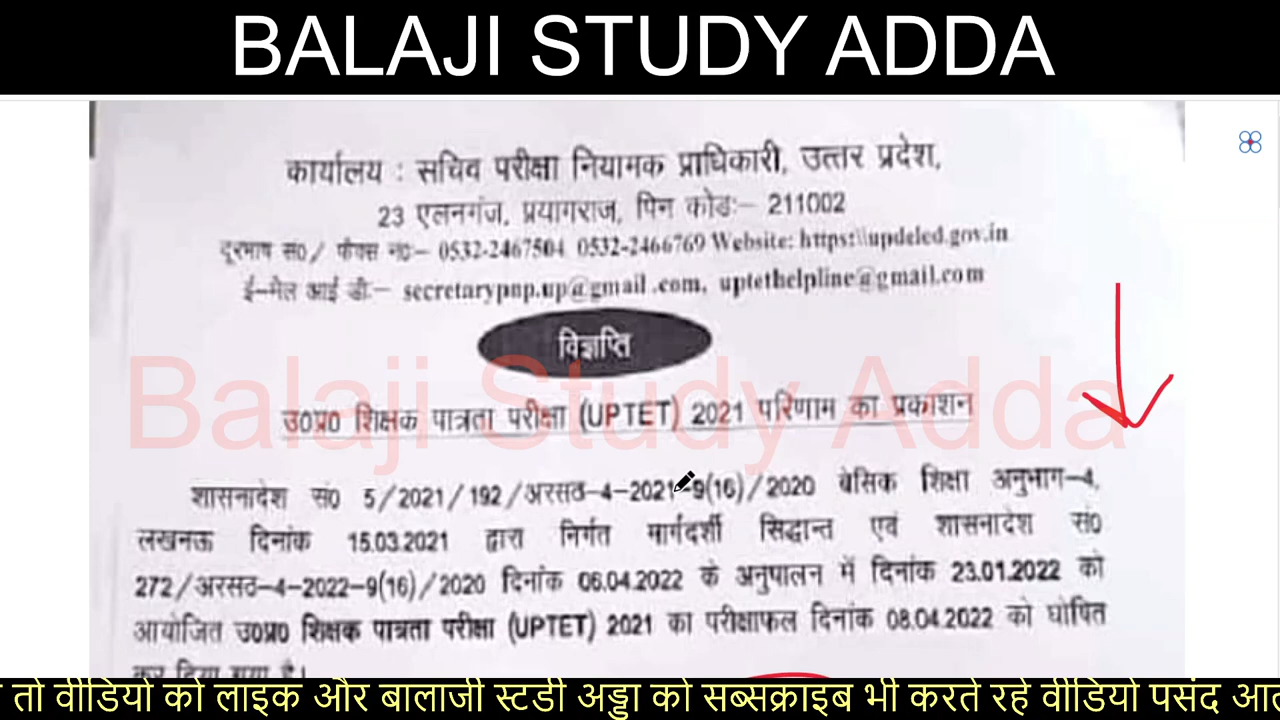 BALAJI STUDY ADDA
कार्यालय : सचिव परीक्षा नियामक प्राधिकारी, उत्तर प्रदेश,
23 एलनगंज, प्रयागराज, पिन कोडः– 211002
दूरभाष सं0 / फैक्स नं0– 0532-2467504 0532-2466769 Website: https:\\updeled.gov.in
ई–मेल आई डी.– secretarypnp.up@gmail.com, uptethelpline@gmail.com
विज्ञप्ति
Balaji Study Adda
उ0प्र0 शिक्षक पात्रता परीक्षा (UPTET) 2021 परिणाम का प्रकाशन
शासनादेश सं0 5/2021/192/अरसठ–4–2021–9(16)/2020 बेसिक शिक्षा अनुभाग–4,
लखनऊ दिनांक 15.03.2021 द्वारा निर्गत मार्गदर्शी सिद्धान्त एवं शासनादेश सं0
272/अरसठ–4–2022–9(16)/2020 दिनांक 06.04.2022 के अनुपालन में दिनांक 23.01.2022 को
आयोजित उ0प्र0 शिक्षक पात्रता परीक्षा (UPTET) 2021 का परीक्षाफल दिनांक 08.04.2022 को घोषित
कर दिया गया है।
तो वीडियो को लाइक और बालाजी स्टडी अड्डा को सब्सक्राइब भी करते रहे वीडियो पसंद